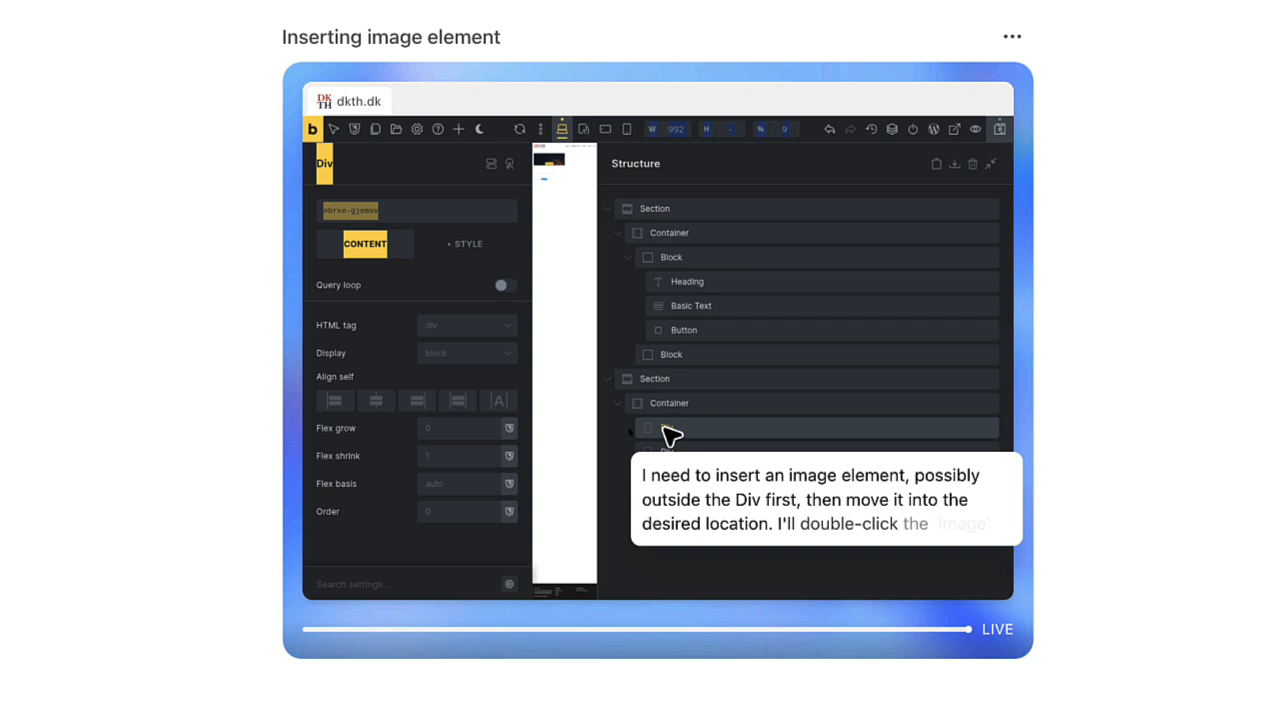 Inserting image element
DK
TH
dkth.dk
b
W 992
H -
% 9
Div
Structure
#brxe-gjemsv
CONTENT
• STYLE
Query loop
HTML tag
div
Display
block
Align self
A
Flex grow
0
Flex shrink
1
Flex basis
auto
Order
0
Search settings ...
Section
Container
Block
Heading
Basic Text
Button
Block
Section
Container
Div
I need to insert an image element, possibly
outside the Div first, then move it into the
desired location. I'll double-click the 'Image'
LIVE